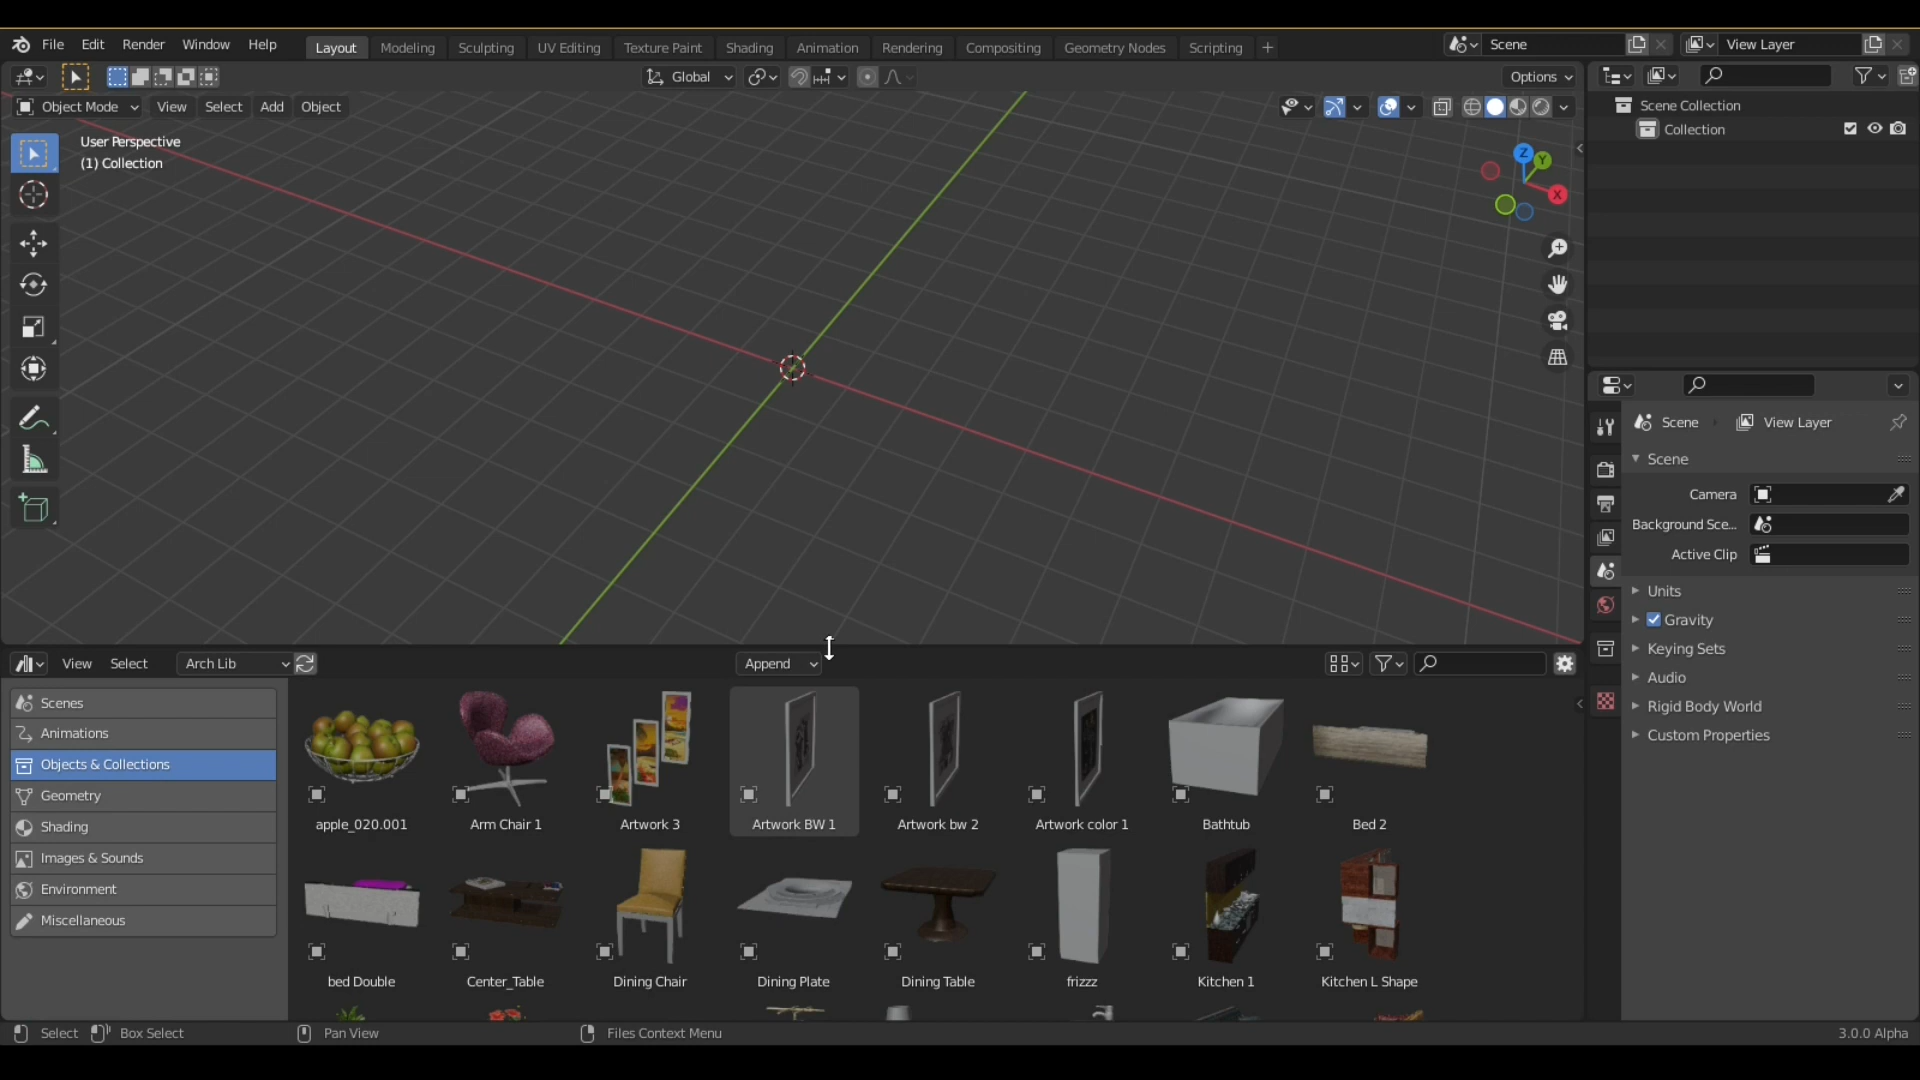 File Edit Render Window Help Layout Modeling Sculpting UV Editing Texture Paint Shading Animation Rendering Compositing Geometry Nodes Scripting + Scene View Layer
Global Options
Object Mode View Select Add Object
User Perspective
(1) Collection
Z Y X
Scene Collection
Collection
Scene View Layer
Scene
Camera
Background Sce...
Active Clip
Units
Gravity
Keying Sets
Audio
Rigid Body World
Custom Properties
View Select Arch Lib Append
Scenes
Animations
Objects & Collections
Geometry
Shading
Images & Sounds
Environment
Miscellaneous
apple_020.001 Arm Chair 1 Artwork 3 Artwork BW 1 Artwork bw 2 Artwork color 1 Bathtub Bed 2
bed Double Center_Table Dining Chair Dining Plate Dining Table frizzz Kitchen 1 Kitchen L Shape
Select Box Select Pan View Files Context Menu 3.0.0 Alpha